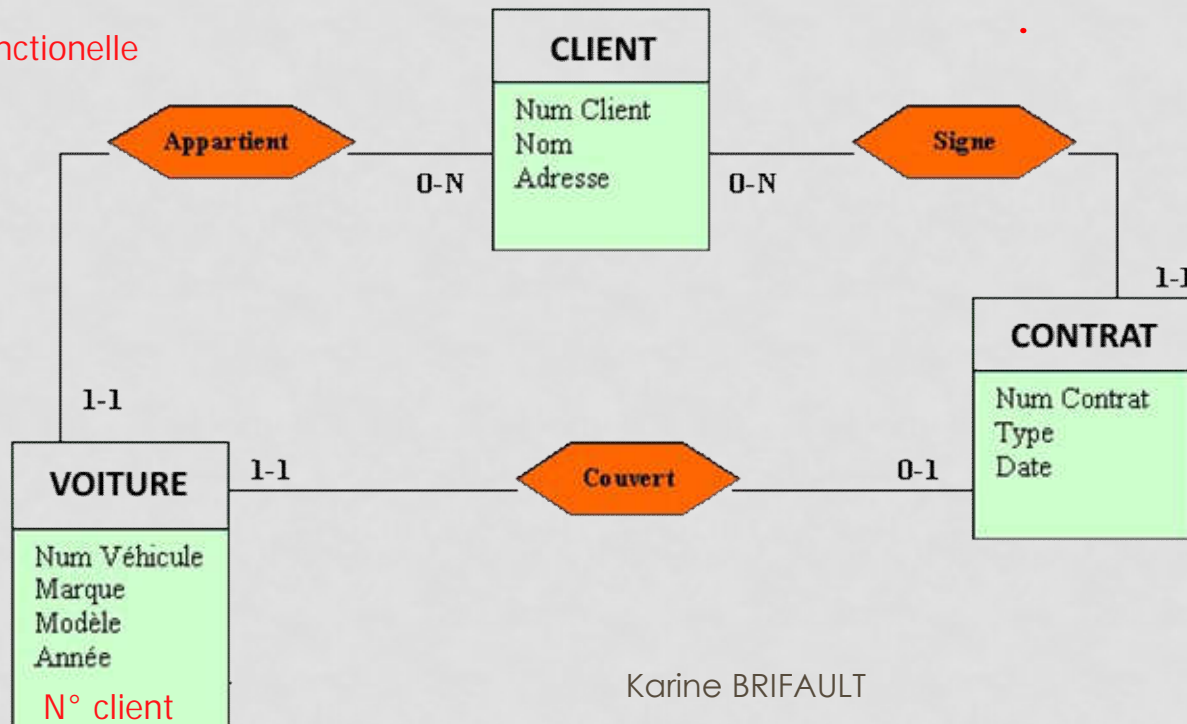 nctionelle
CLIENT
Num Client
Nom
Adresse
Appartient
0-N
0-N
Signe
1-1
1-1
CONTRAT
Num Contrat
Type
Date
VOITURE
1-1
Couvert
0-1
Num Véhicule
Marque
Modèle
Année
N° client
Karine BRIFAULT